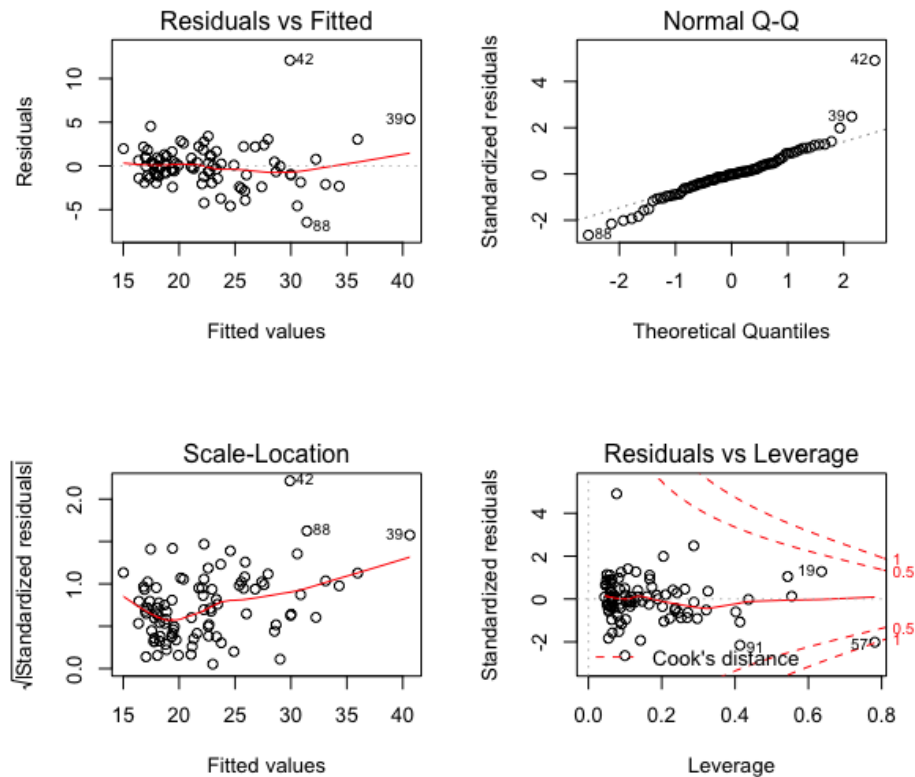 Residuals vs Fitted
Residuals
-5 0 5 10
42
39
88
15 20 25 30 35 40
Fitted values
Normal Q-Q
Standardized residuals
-2 0 2 4
42
39
88
-2 -1 0 1 2
Theoretical Quantiles
Scale-Location
√|Standardized residuals|
0.0 1.0 2.0
42
88
39
15 20 25 30 35 40
Fitted values
Residuals vs Leverage
Standardized residuals
-2 0 2 4
19
1
0.5
0.5
1
91
57
Cook's distance
0.0 0.2 0.4 0.6 0.8
Leverage